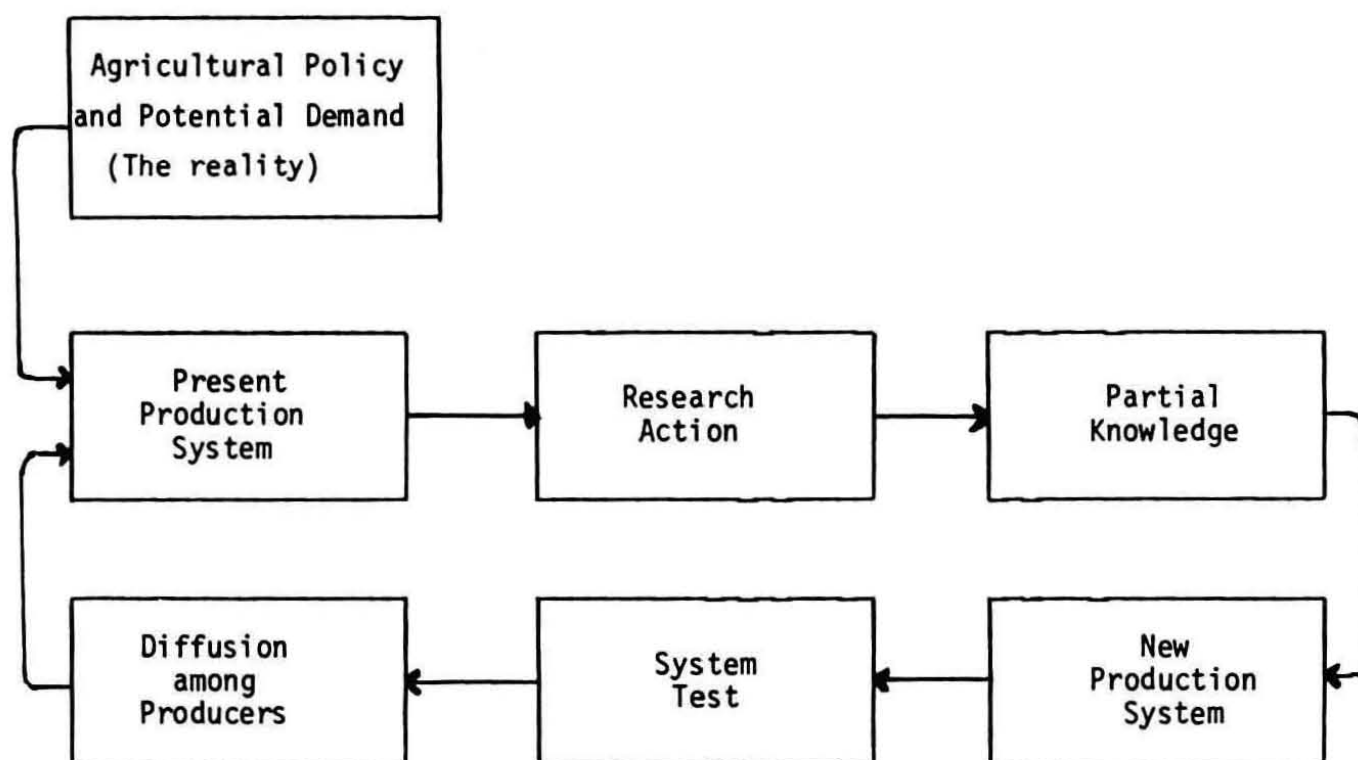 Agricultural Policy
and Potential Demand
(The reality)
Present
Production
System
Research
Action
Partial
Knowledge
Diffusion
among
Producers
System
Test
New
Production
System